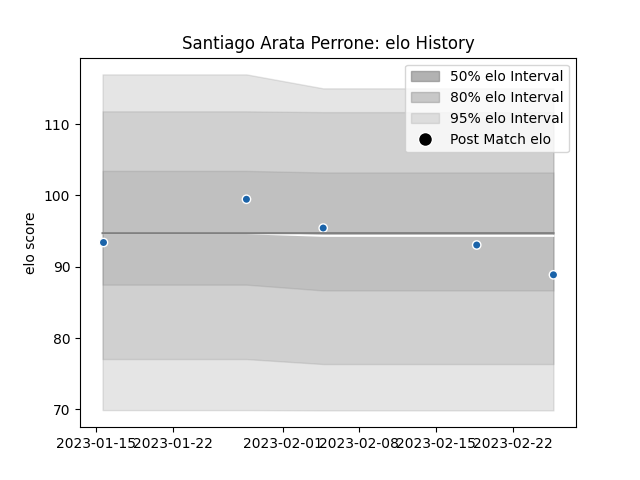 Santiago Arata Perrone: elo History
50% elo Interval
80% elo Interval
95% elo Interval
Post Match elo
elo score
110
100
90
80
70
2023-01-15 2023-01-22 2023-02-01 2023-02-08 2023-02-15 2023-02-22